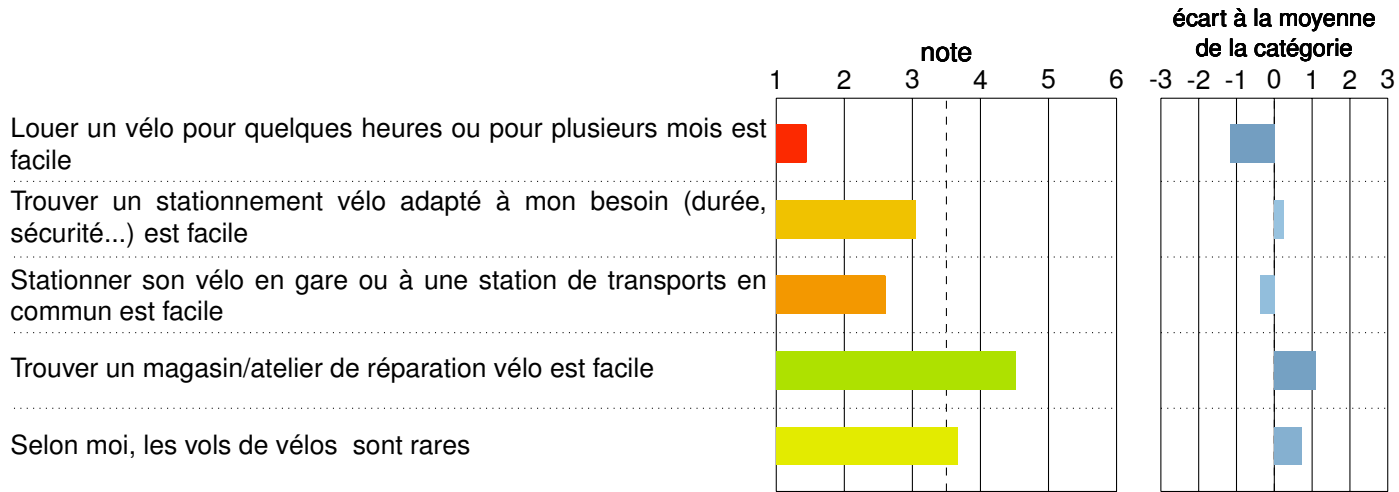 écart à la moyenne
de la catégorie
note
1 2 3 4 5 6
-3 -2 -1 0 1 2 3
Louer un vélo pour quelques heures ou pour plusieurs mois est
facile
Trouver un stationnement vélo adapté à mon besoin (durée,
sécurité...) est facile
Stationner son vélo en gare ou à une station de transports en
commun est facile
Trouver un magasin/atelier de réparation vélo est facile
Selon moi, les vols de vélos sont rares